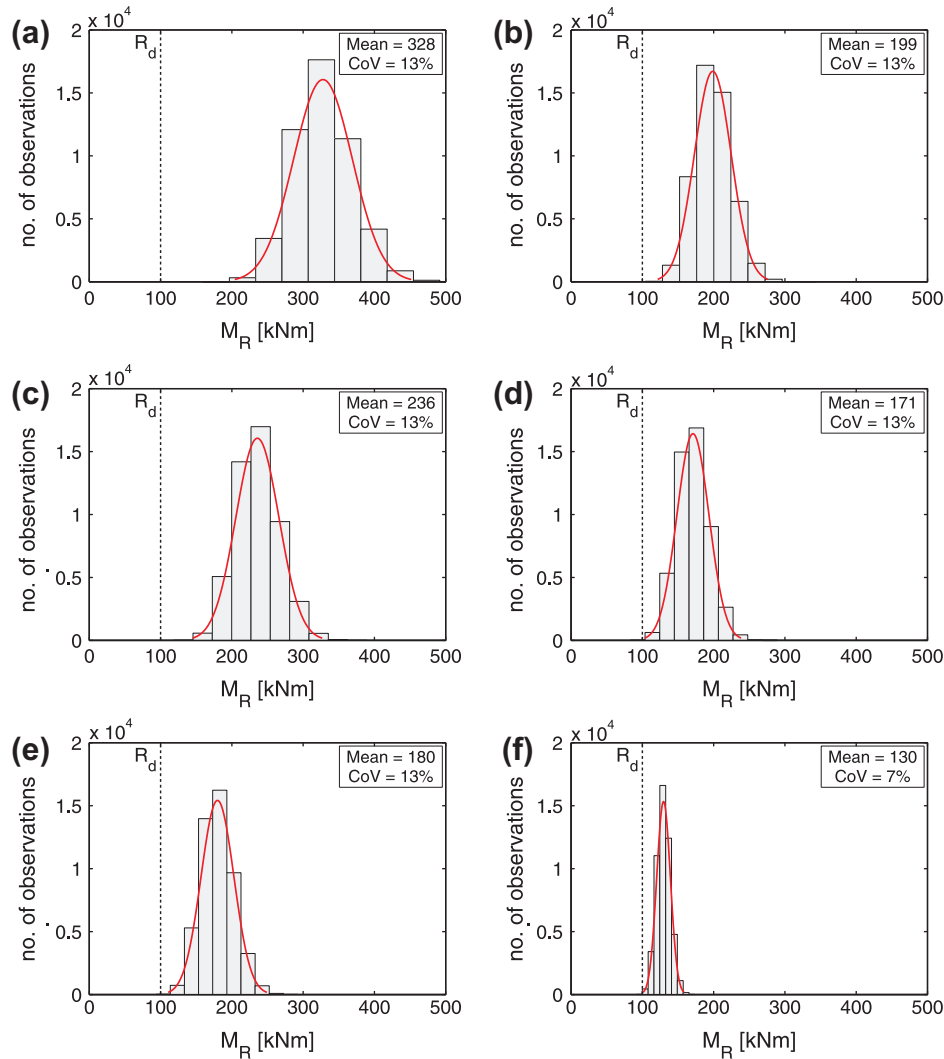 (a)
x 10^4
R_d
Mean = 328
CoV = 13%
2
1.5
1
0.5
0
no. of observations
0 100 200 300 400 500
M_R [kNm]
(b)
x 10^4
R_d
Mean = 199
CoV = 13%
2
1.5
1
0.5
0
no. of observations
0 100 200 300 400 500
M_R [kNm]
(c)
x 10^4
R_d
Mean = 236
CoV = 13%
2
1.5
1
0.5
0
no. of observations
0 100 200 300 400 500
M_R [kNm]
(d)
x 10^4
R_d
Mean = 171
CoV = 13%
2
1.5
1
0.5
0
no. of observations
0 100 200 300 400 500
M_R [kNm]
(e)
x 10^4
R_d
Mean = 180
CoV = 13%
2
1.5
1
0.5
0
no. of observations
0 100 200 300 400 500
M_R [kNm]
(f)
x 10^4
R_d
Mean = 130
CoV = 7%
2
1.5
1
0.5
0
no. of observations
0 100 200 300 400 500
M_R [kNm]